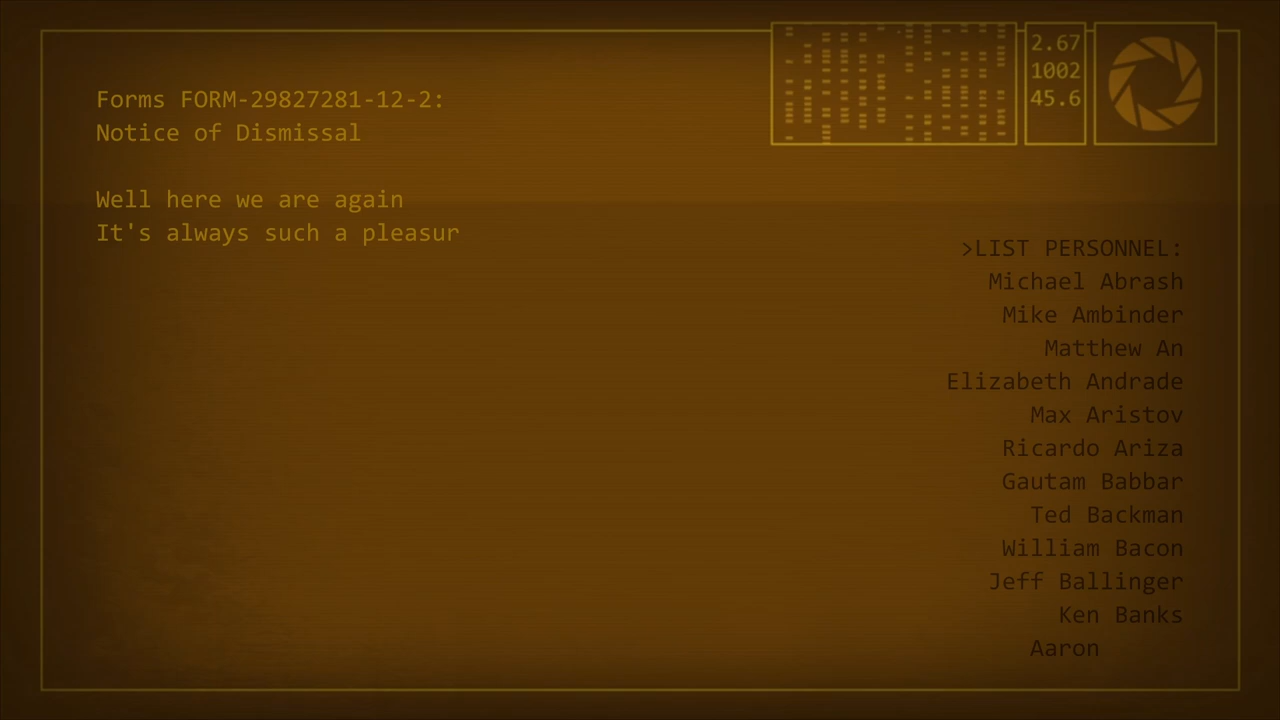 Forms FORM-29827281-12-2:
Notice of Dismissal
Well here we are again
It's always such a pleasur
2.67
1002
45.6
>LIST PERSONNEL:
Michael Abrash
Mike Ambinder
Matthew An
Elizabeth Andrade
Max Aristov
Ricardo Ariza
Gautam Babbar
Ted Backman
William Bacon
Jeff Ballinger
Ken Banks
Aaron